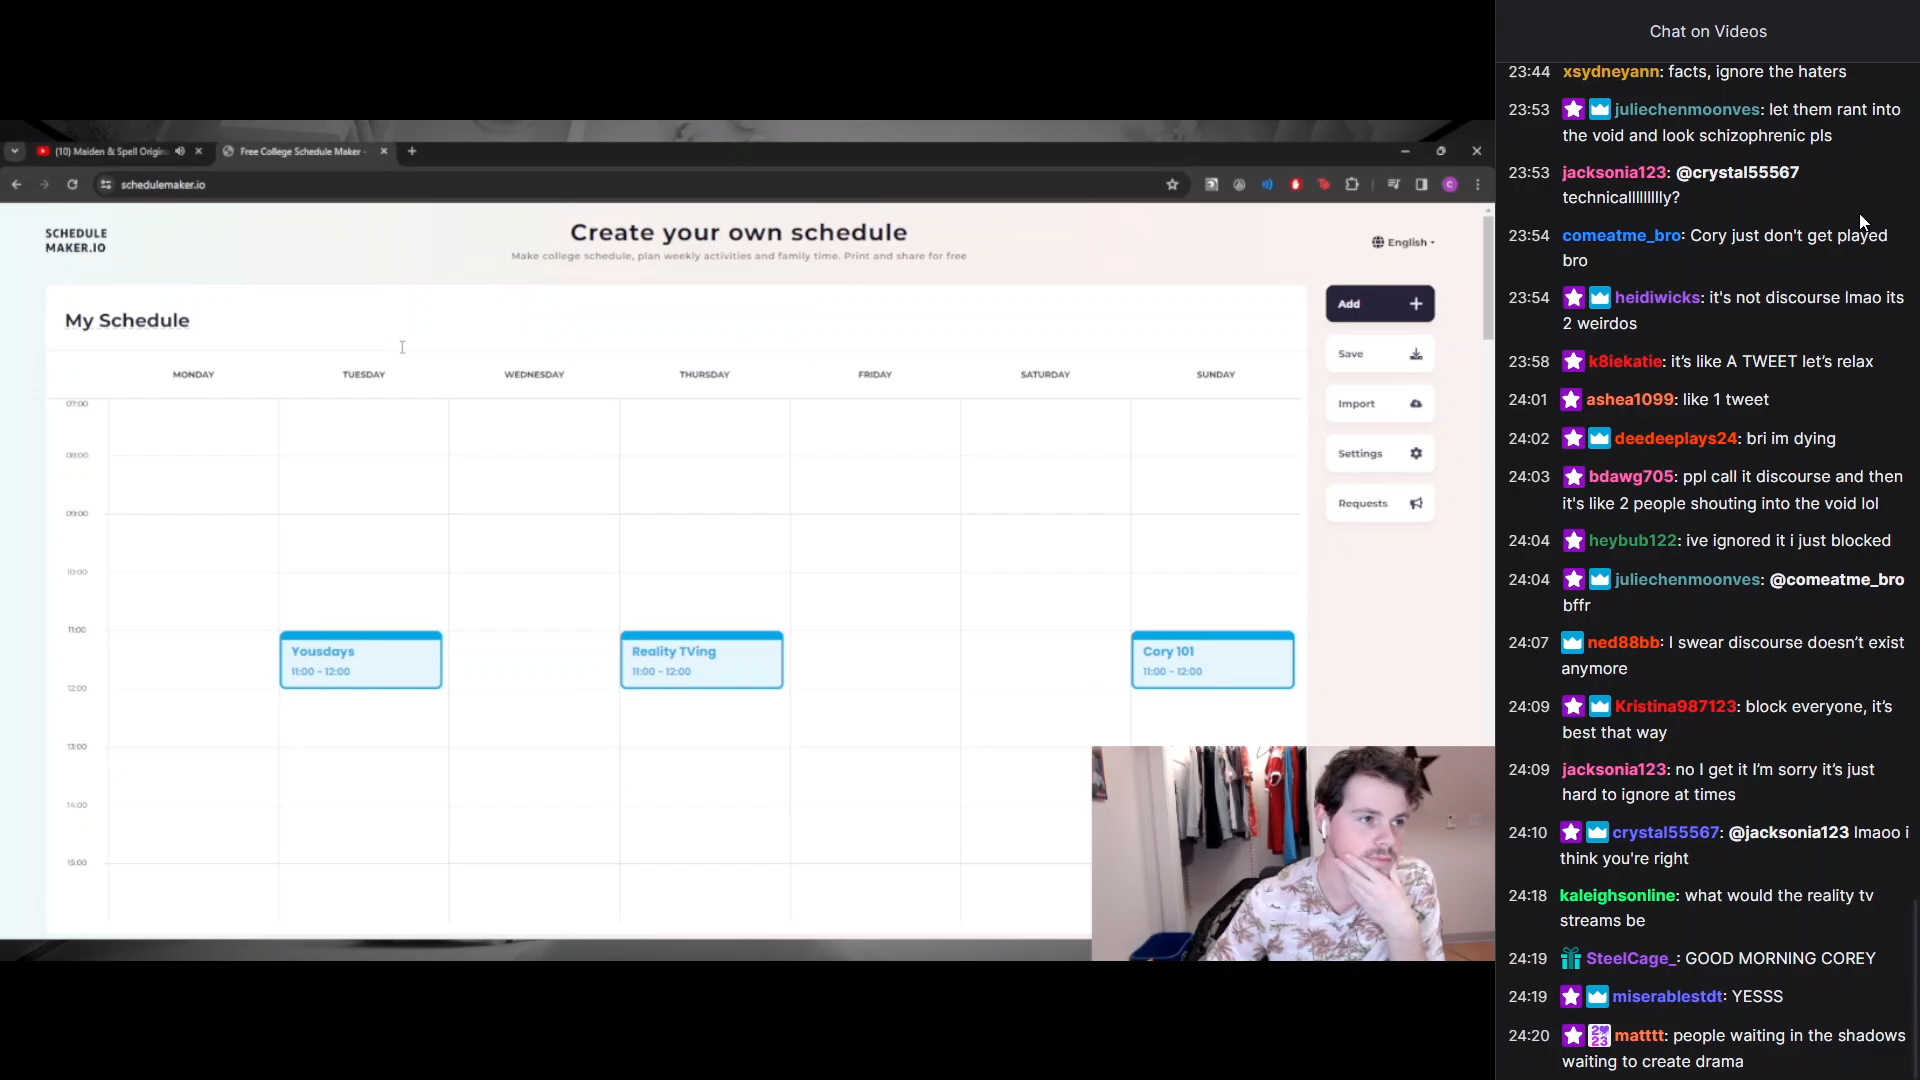 Chat on Videos
23:44 xsydneyann: facts, ignore the haters
23:53 juliechenmoonves: let them rant into
the void and look schizophrenic pls
23:53 jacksonia123: @crystal55567
technicalllllllllly?
23:54 comeatme_bro: Cory just don't get played
bro
23:54 heidiwicks: it's not discourse lmao its
2 weirdos
23:58 k8iekatie: it's like A TWEET let's relax
24:01 ashea1099: like 1 tweet
24:02 deedeeplays24: bri im dying
24:03 bdawg705: ppl call it discourse and then
it's like 2 people shouting into the void lol
24:04 heybub122: ive ignored it i just blocked
24:04 juliechenmoonves: @comeatme_bro
bffr
24:07 ned88bb: I swear discourse doesn't exist
anymore
24:09 Kristina987123: block everyone, it's
best that way
24:09 jacksonia123: no I get it I'm sorry it's just
hard to ignore at times
24:10 crystal55567: @jacksonia123 lmaoo i
think you're right
24:18 kaleighsonline: what would the reality tv
streams be
24:19 SteelCage_: GOOD MORNING COREY
24:19 miserablestdt: YESSS
24:20 2 23 matttt: people waiting in the shadows
waiting to create drama
(10) Maiden & Spell Origin
Free College Schedule Maker -
schedulemaker.io
C
SCHEDULE
MAKER.IO
Create your own schedule
Make college schedule, plan weekly activities and family time. Print and share for free
English
My Schedule
Add
Save
Import
Settings
Requests
MONDAY TUESDAY WEDNESDAY THURSDAY FRIDAY SATURDAY SUNDAY
07:00
08:00
09:00
10:00
11:00
Yousdays
11:00 - 12:00
Reality TVing
11:00 - 12:00
Cory 101
11:00 - 12:00
12:00
13:00
14:00
15:00